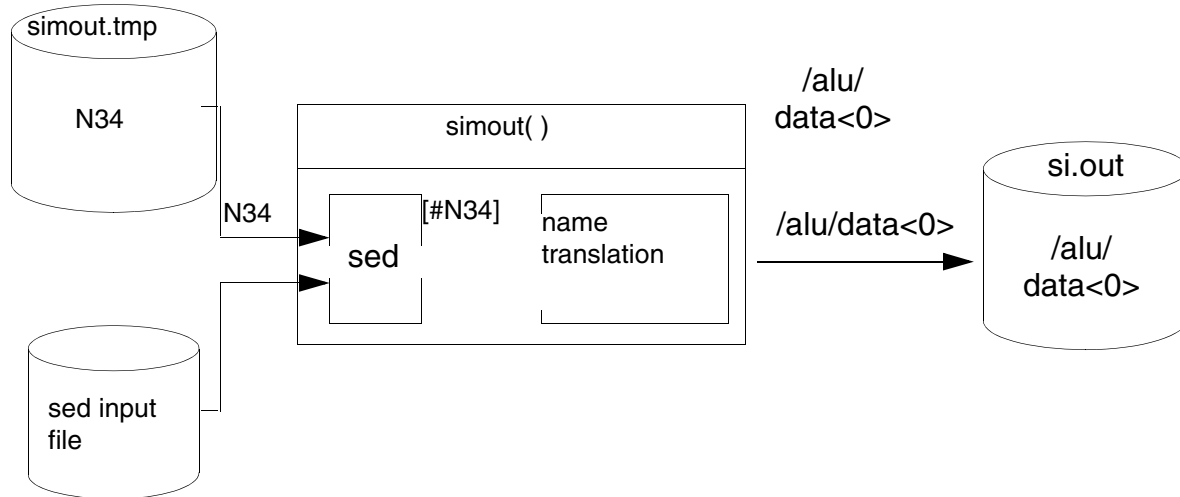 simout.tmp
N34
simout( )
/alu/
data<0>
si.out
N34
[#N34]
name
translation
sed
/alu/data<0>
/alu/
data<0>
sed input
file